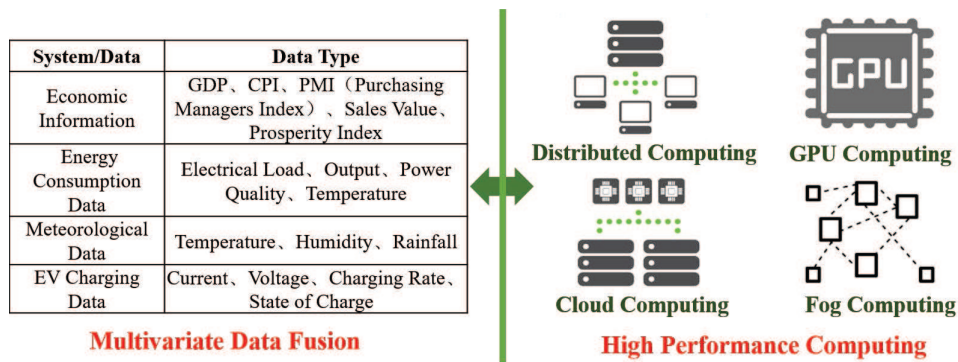 System/Data
Data Type
Economic
Information
GDP、CPI、PMI（Purchasing
Managers Index）、Sales Value、
Prosperity Index
Energy
Consumption
Data
Electrical Load、Output、Power
Quality、Temperature
Meteorological
Data
Temperature、Humidity、Rainfall
EV Charging
Data
Current、Voltage、Charging Rate、
State of Charge
Multivariate Data Fusion
Distributed Computing
GPU
GPU Computing
Cloud Computing
Fog Computing
High Performance Computing